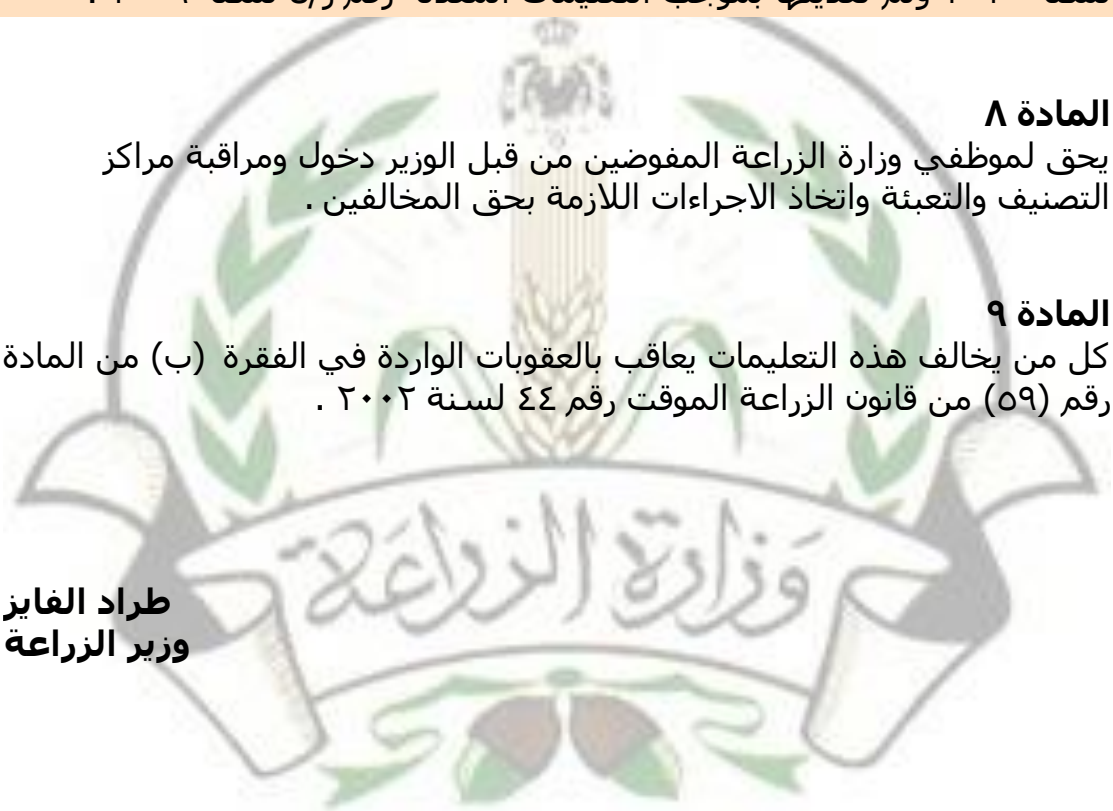 المادة ٨
يحق لموظفي وزارة الزراعة المفوضين من قبل الوزير دخول ومراقبة مراكز
التصنيف والتعبئة واتخاذ الاجراءات اللازمة بحق المخالفين .
المادة ٩
كل من يخالف هذه التعليمات يعاقب بالعقوبات الواردة في الفقرة (ب) من المادة
رقم (٥٩) من قانون الزراعة الموقت رقم ٤٤ لسنة ٢٠٠٢ .
وزارة الزراعة
طراد الفايز
وزير الزراعة